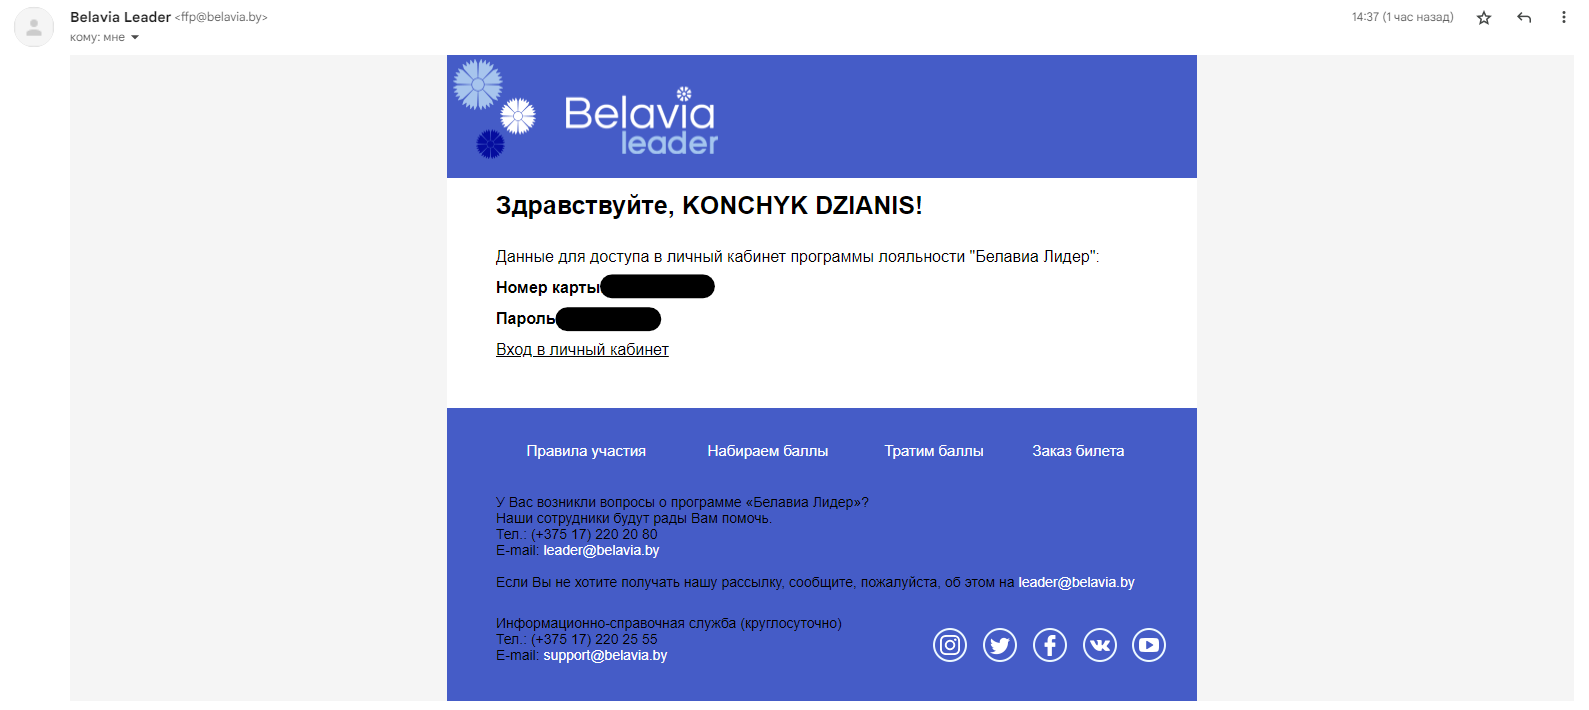 Belavia Leader <ffp@belavia.by>
14:37 (1 час назад)
кому: мне
Belavia
leader
Здравствуйте, KONCHYK DZIANIS!
Данные для доступа в личный кабинет программы лояльности "Белавиа Лидер":
Номер карты
Пароль
Вход в личный кабинет
Правила участия Набираем баллы Тратим баллы Заказ билета
У Вас возникли вопросы о программе «Белавиа Лидер»?
Наши сотрудники будут рады Вам помочь.
Тел.: (+375 17) 220 20 80
E-mail: leader@belavia.by
Если Вы не хотите получать нашу рассылку, сообщите, пожалуйста, об этом на leader@belavia.by
Информационно-справочная служба (круглосуточно)
Тел.: (+375 17) 220 25 55
E-mail: support@belavia.by